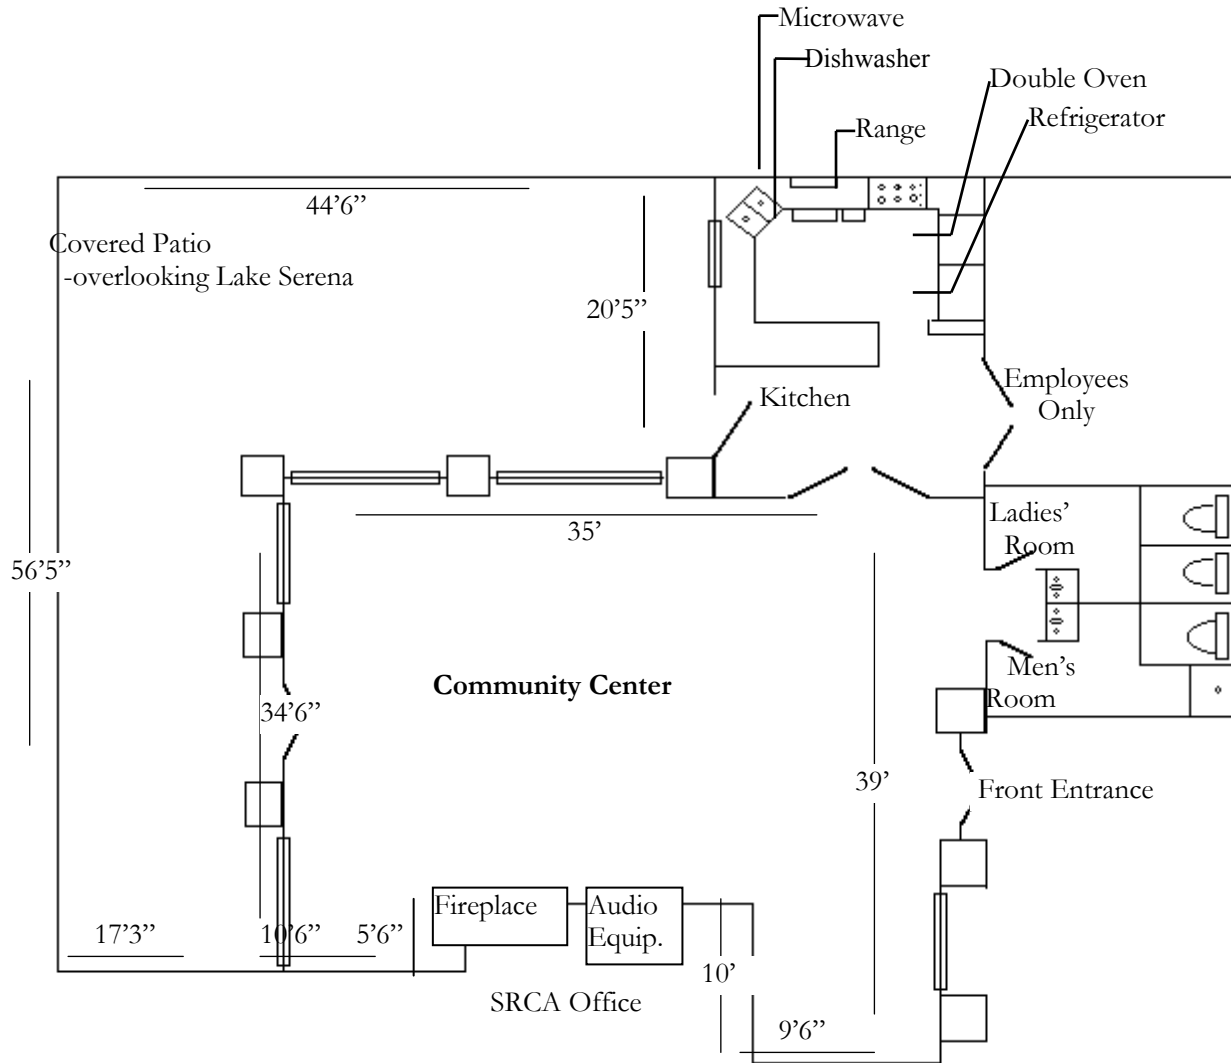 Microwave
Dishwasher
Double Oven
Refrigerator
Range
44’6”
Covered Patio
-overlooking Lake Serena
20’5”
Employees
Only
Kitchen
Ladies’
Room
35’
56’5”
Men’s
Room
Community Center
34’6”
39’
Front Entrance
Fireplace
Audio
Equip.
17’3”
10’6”
5’6”
10’
SRCA Office
9’6”